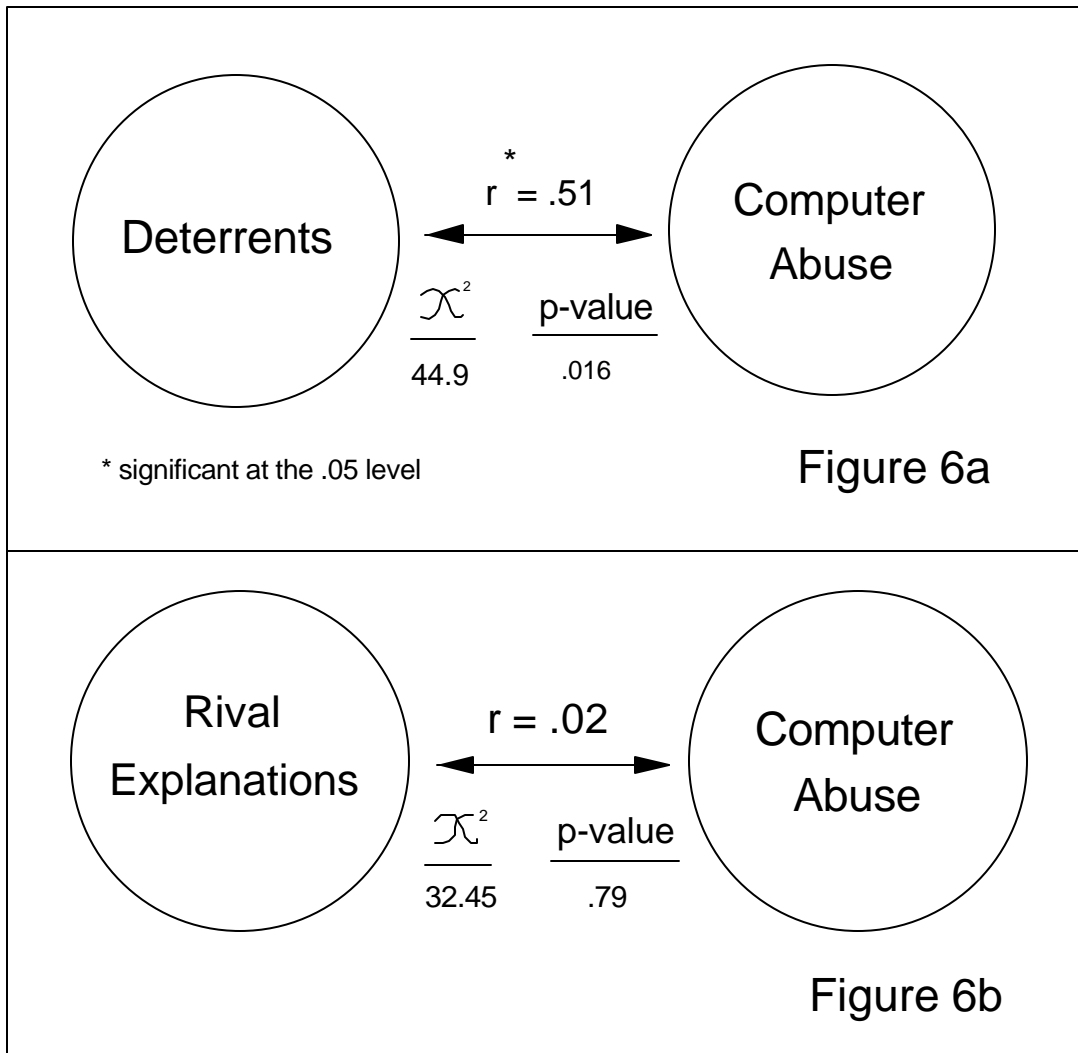 Deterrents
*
r = .51
Computer
Abuse
χ² p-value
44.9 .016
* significant at the .05 level
Figure 6a
Rival
Explanations
r = .02
Computer
Abuse
χ² p-value
32.45 .79
Figure 6b